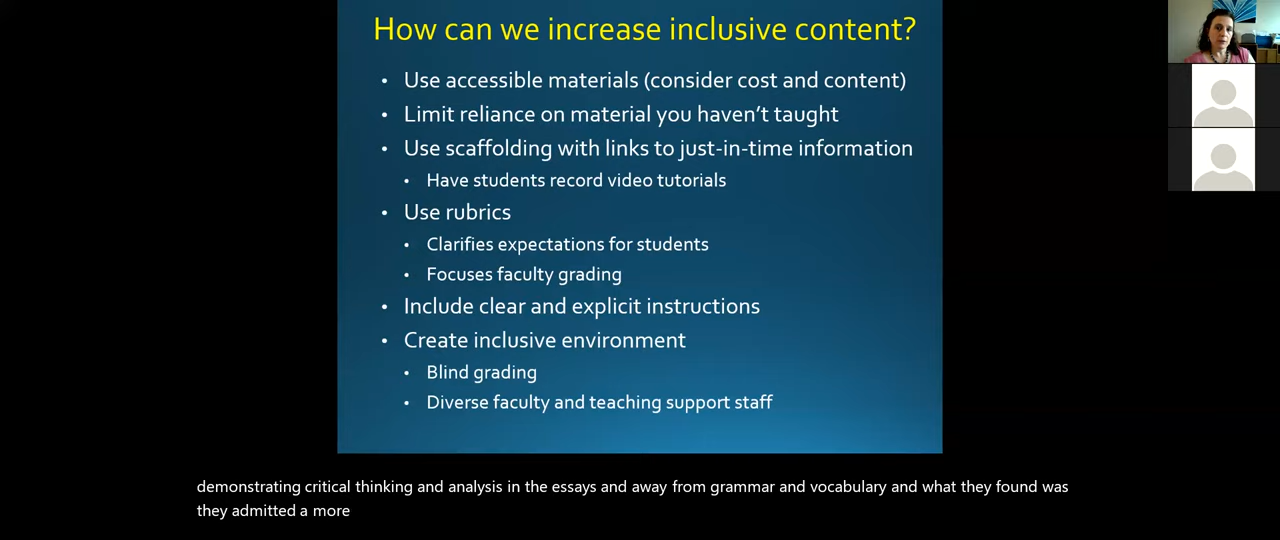 How can we increase inclusive content?
• Use accessible materials (consider cost and content)
• Limit reliance on material you haven't taught
• Use scaffolding with links to just-in-time information
• Have students record video tutorials
• Use rubrics
• Clarifies expectations for students
• Focuses faculty grading
• Include clear and explicit instructions
• Create inclusive environment
• Blind grading
• Diverse faculty and teaching support staff
demonstrating critical thinking and analysis in the essays and away from grammar and vocabulary and what they found was
they admitted a more